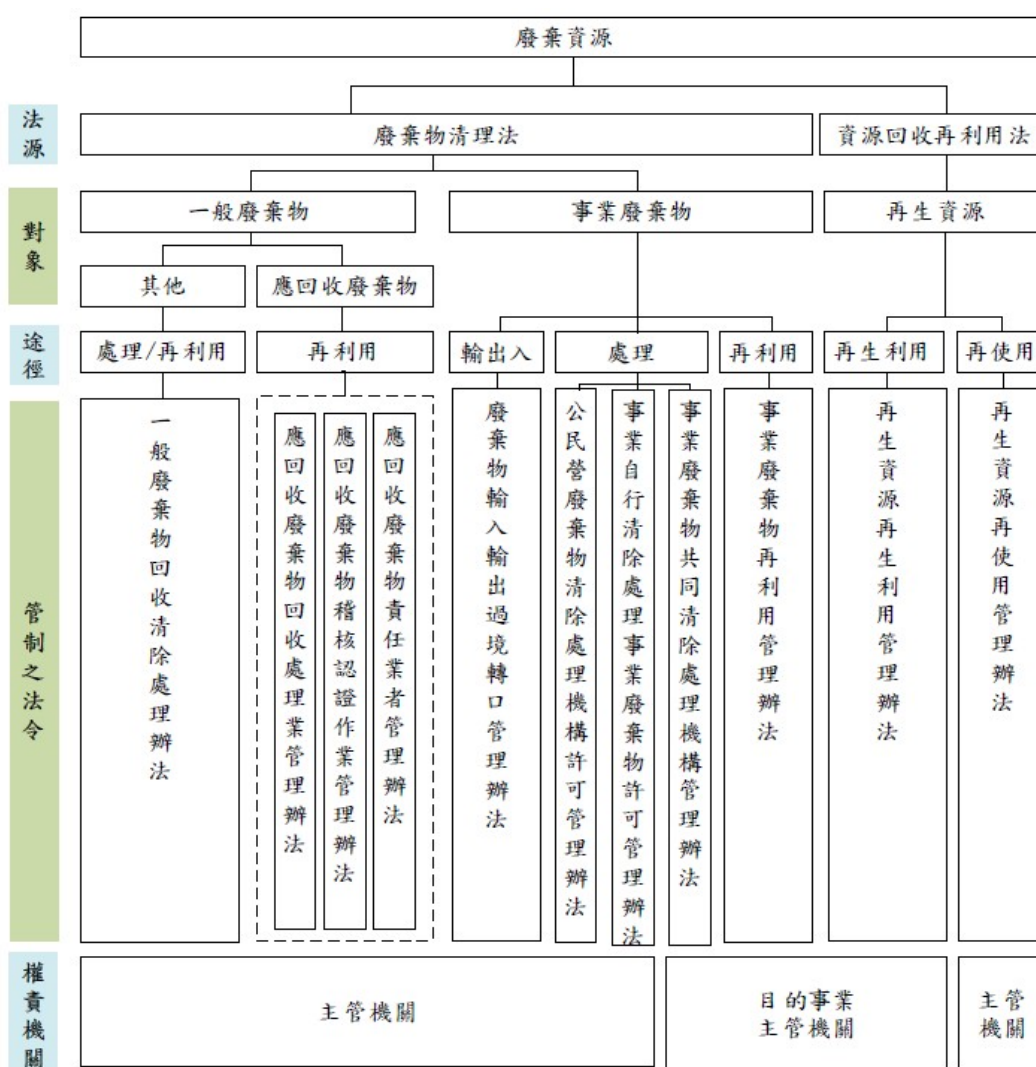 廢棄資源
法源
廢棄物清理法
資源回收再利用法
對象
一般廢棄物
事業廢棄物
再生資源
其他
應回收廢棄物
途徑
處理/再利用
再利用
輸出入
處理
再利用
再生利用
再使用
管制之法令
一般廢棄物回收清除處理辦法
應回收廢棄物回收處理業管理辦法
應回收廢棄物稽核認證作業管理辦法
應回收廢棄物責任業者管理辦法
廢棄物輸入輸出過境轉口管理辦法
公民營廢棄物清除處理機構許可管理辦法
事業自行清除處理事業廢棄物許可管理辦法
事業廢棄物共同清除處理機構管理辦法
事業廢棄物再利用管理辦法
再生資源再生利用管理辦法
再生資源再使用管理辦法
權責機關
主管機關
目的事業
主管機關
主管
機關